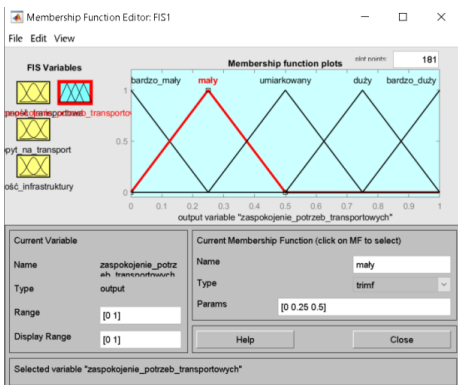 Membership Function Editor: FIS1
File Edit View
FIS Variables
Membership function plots
plot points:
181
bardzo_mały mały umiarkowany duży bardzo_duży
1
0.5
0
0 0.1 0.2 0.3 0.4 0.5 0.6 0.7 0.8 0.9 1
output variable "zaspokojenie_potrzeb_transportowych"
pyt_na_transport
ość_infrastruktury
Current Variable
Name
zaspokojenie_potrz
eb_transportowych
Type
output
Range
[0 1]
Display Range
[0 1]
Current Membership Function (click on MF to select)
Name
mały
Type
trimf
Params
[0 0.25 0.5]
Help
Close
Selected variable "zaspokojenie_potrzeb_transportowych"